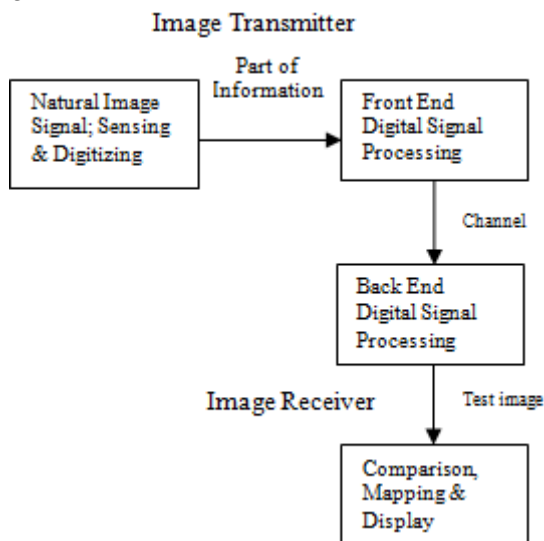 Image Transmitter
Part of
Information
Natural Image
Signal; Sensing
& Digitizing
Front End
Digital Signal
Processing
Channel
Back End
Digital Signal
Processing
Image Receiver
Test image
Comparison,
Mapping &
Display